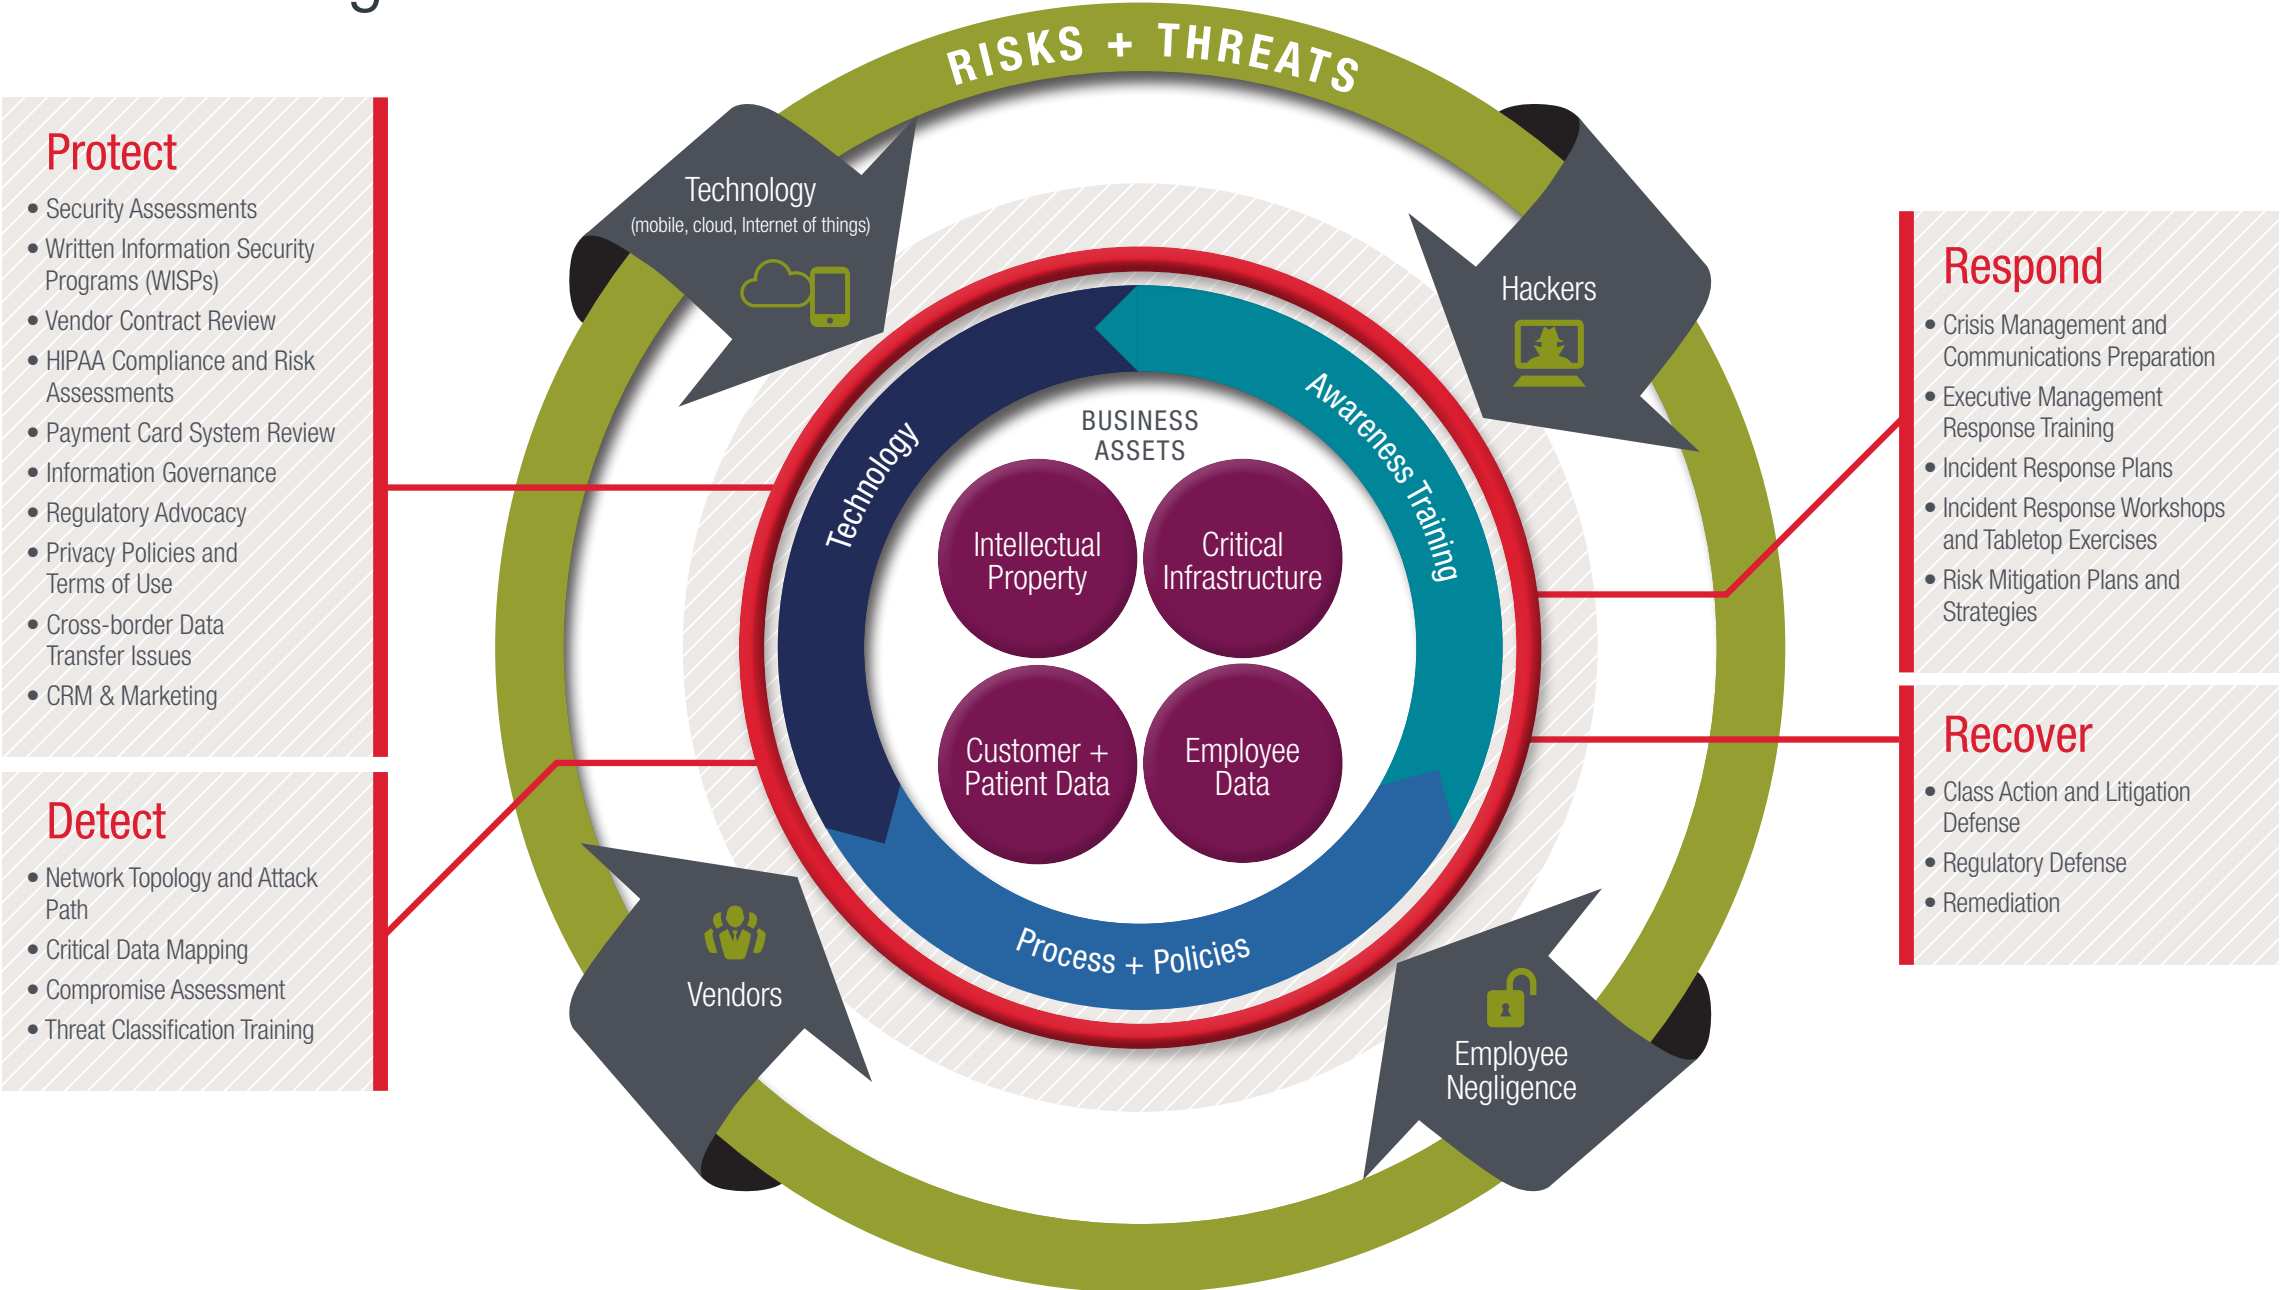 RISKS + THREATS
Protect
• Security Assessments
• Written Information Security
Programs (WISPs)
• Vendor Contract Review
• HIPAA Compliance and Risk
Assessments
• Payment Card System Review
• Information Governance
• Regulatory Advocacy
• Privacy Policies and
Terms of Use
• Cross-border Data
Transfer Issues
• CRM & Marketing
Detect
• Network Topology and Attack
Path
• Critical Data Mapping
• Compromise Assessment
• Threat Classification Training
Technology
(mobile, cloud, Internet of things)
Hackers
Vendors
Employee
Negligence
Technology
Awareness Training
Process + Policies
BUSINESS
ASSETS
Intellectual
Property
Critical
Infrastructure
Customer +
Patient Data
Employee
Data
Respond
• Crisis Management and
Communications Preparation
• Executive Management
Response Training
• Incident Response Plans
• Incident Response Workshops
and Tabletop Exercises
• Risk Mitigation Plans and
Strategies
Recover
• Class Action and Litigation
Defense
• Regulatory Defense
• Remediation